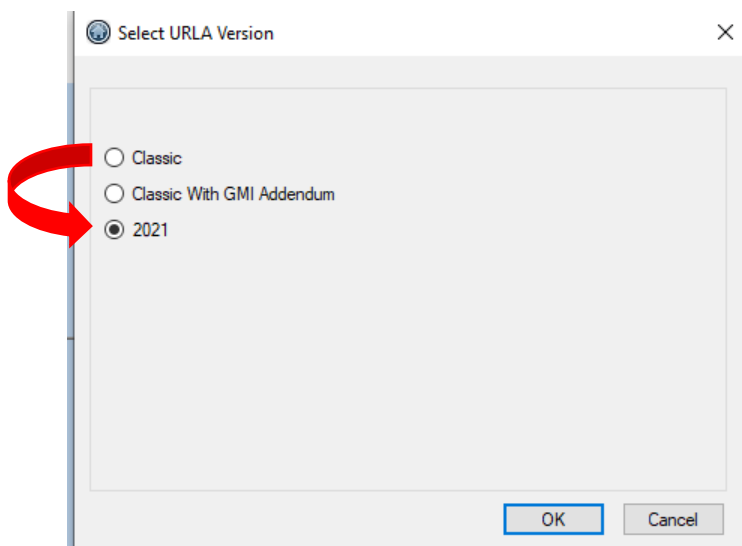 Select URLA Version
Classic
Classic With GMI Addendum
2021
OK Cancel